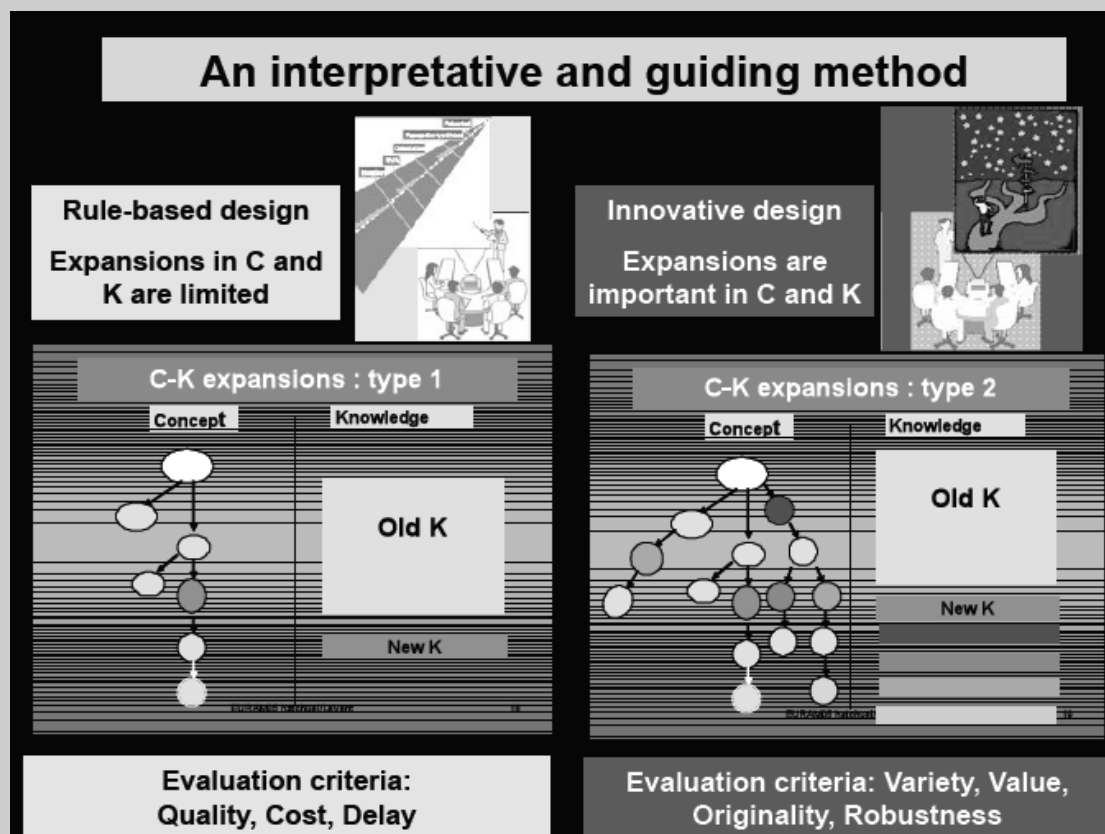 An interpretative and guiding method
Rule-based design
Expansions in C and
K are limited
Innovative design
Expansions are
important in C and K
C-K expansions : type 1
Concept
Knowledge
Old K
New K
C-K expansions : type 2
Concept
Knowledge
Old K
New K
Evaluation criteria:
Quality, Cost, Delay
Evaluation criteria: Variety, Value,
Originality, Robustness